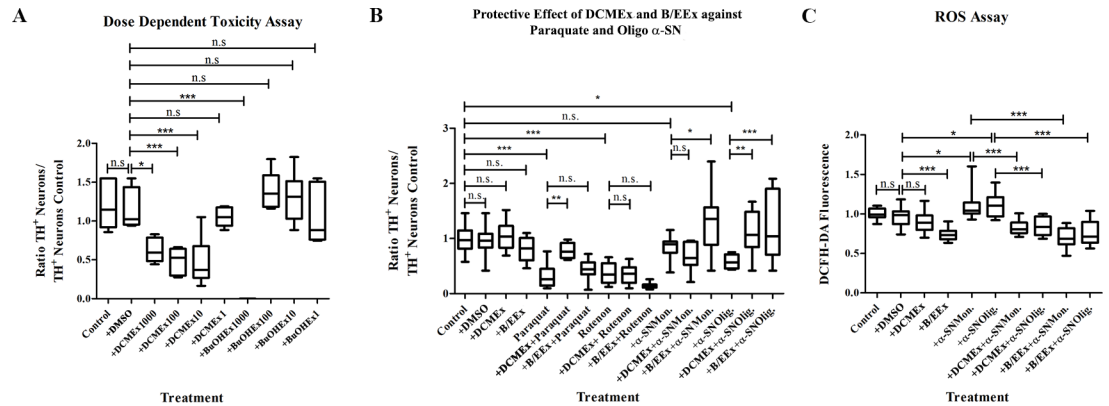 A
Dose Dependent Toxicity Assay
n.s
n.s
n.s
***
n.s
***
***
n.s
*
2.0
1.5
1.0
0.5
0.0
Ratio TH+ Neurons/
TH+ Neurons Control
Control
+DMSO
+DCMEx1000
+DCMEx100
+DCMEx10
+DCMEx1
+BuOHEx1000
+BuOHEx100
+BuOHEx10
+BuOHEx1
Treatment
B
Protective Effect of DCMEx and B/EEx against
Paraquate and Oligo α-SN
*
n.s.
***
*
***
***
n.s
**
n.s.
n.s.
n.s.
n.s.
**
n.s
3
2
1
0
Ratio TH+ Neurons/
TH+ Neurons Control
Control
+DMSO
+DCMEx
+B/EEx
Paraquat
+DCMEx+Paraquat
+B/EEx+Paraquat
Rotenon
+DCMEx+Rotenon
+B/EEx+Rotenon
+α-SNMon.
+DCMEx+α-SNMon.
+B/EEx+α-SNMon.
+α-SNOlig.
+DCMEx+α-SNOlig.
+B/EEx+α-SNOlig.
Treatment
C
ROS Assay
***
*
***
*
***
***
***
n.s
n.s
2.0
1.5
1.0
0.5
0.0
DCFH-DA Fluorescence
Control
+DMSO
+DCMEx
+B/EEx
+α-SNMon.
+α-SNOlig.
+DCMEx+α-SNMon.
+DCMEx+α-SNOlig.
+B/EEx+α-SNMon.
+B/EEx+α-SNOlig.
Treatment